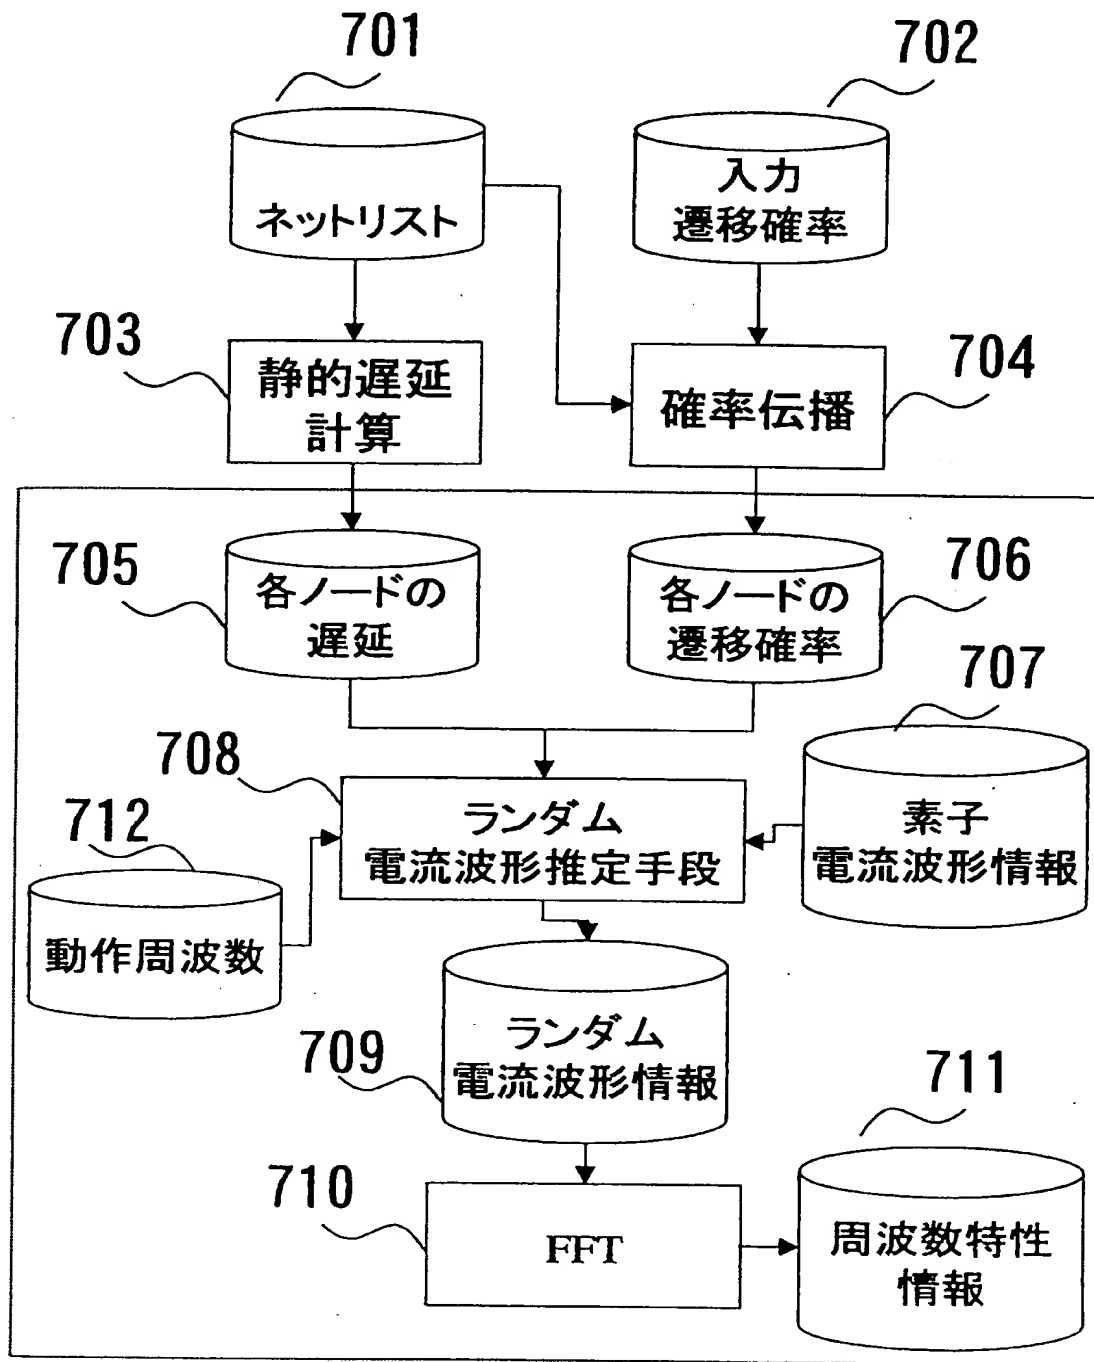 701
702
ネットリスト
入力
遷移確率
703
静的遅延
計算
704
確率伝播
705
各ノードの
遅延
706
各ノードの
遷移確率
707
素子
電流波形情報
708
ランダム
電流波形推定手段
712
動作周波数
709
ランダム
電流波形情報
710
FFT
711
周波数特性
情報